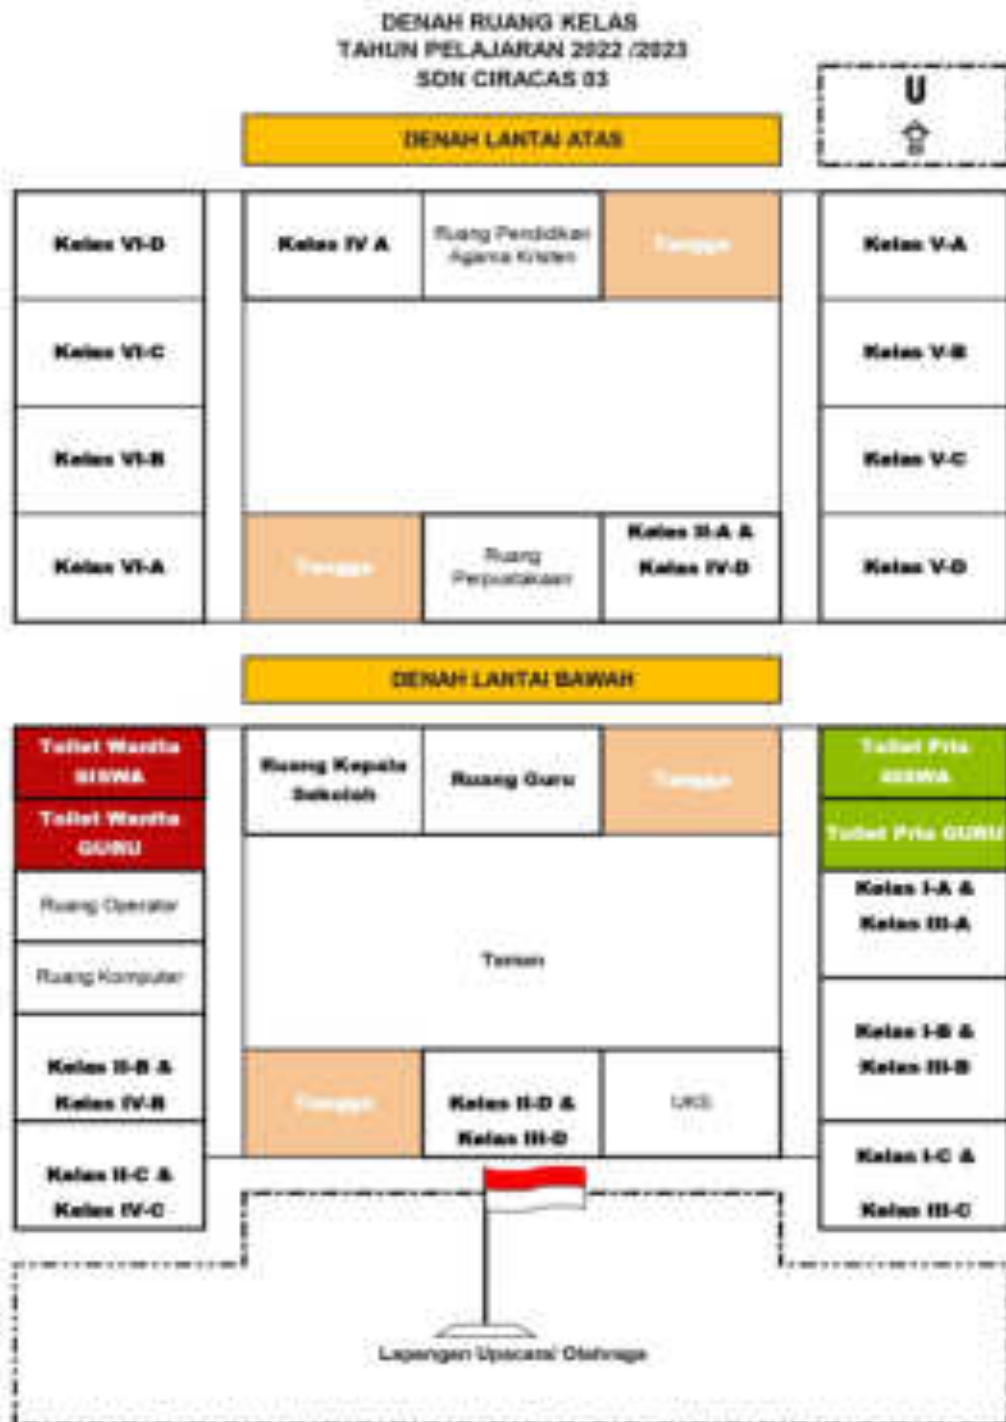 DENAH RUANG KELAS
TAHUN PELAJARAN 2022 /2023
SDN CIRACAS 03
U
DENAH LANTAI ATAS
Kelas VI-D
Kelas IV A
Ruang Pendidikan
Agama Kristen
Tangga
Kelas V-A
Kelas VI-C
Kelas V-B
Kelas VI-B
Kelas V-C
Kelas VI-A
Tangga
Ruang
Perpustakaan
Kelas II-A &
Kelas IV-D
Kelas V-D
DENAH LANTAI BAWAH
Toilet Wanita
SISWA
Ruang Kepala
Sekolah
Ruang Guru
Tangga
Toilet Pria
SISWA
Toilet Wanita
GURU
Toilet Pria GURU
Ruang Operator
Kelas I-A &
Kelas III-A
Ruang Komputer
Taman
Kelas I-B &
Kelas III-B
Kelas II-B &
Kelas IV-B
Tangga
Kelas II-D &
Kelas III-D
UKS
Kelas II-C &
Kelas IV-C
Kelas I-C &
Kelas III-C
Lapangan Upacara/ Olahraga